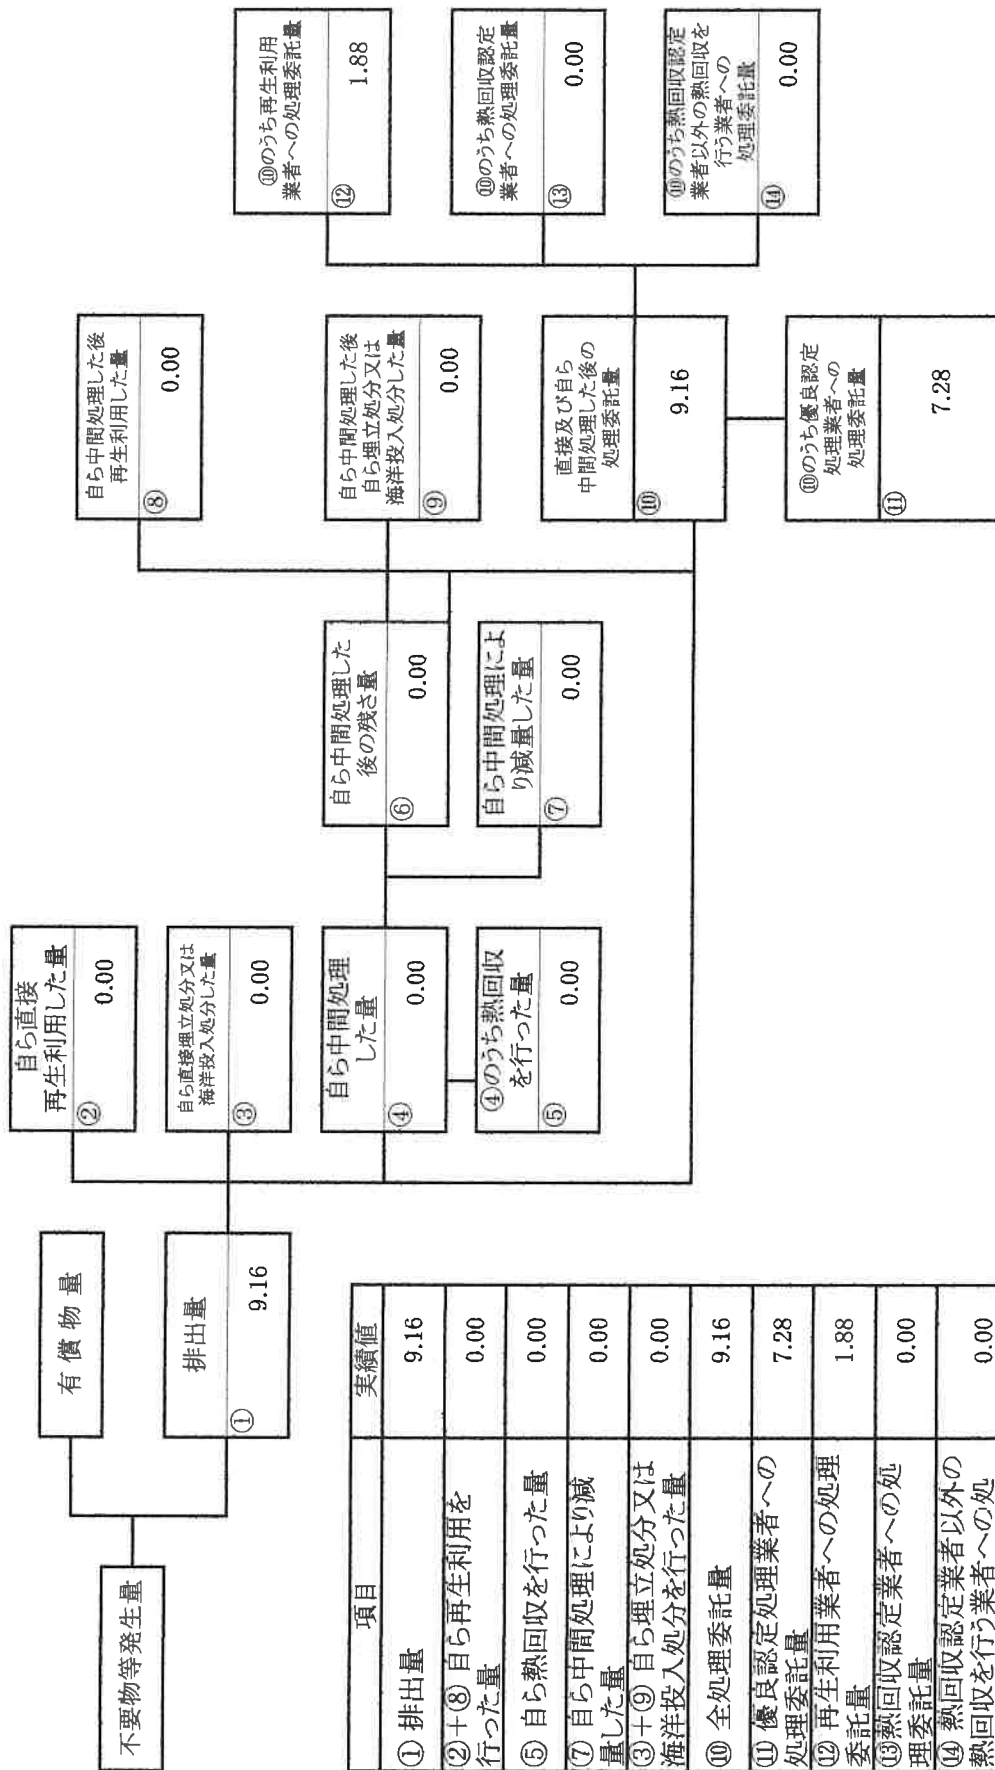 不要物等発生量
有償物量
排出量
①
9.16
自ら直接
再生利用した量
②
0.00
自ら直接埋立処分又は
海洋投入処分した量
③
0.00
自ら中間処理
した量
④
0.00
④のうち熱回収
を行った量
⑤
0.00
自ら中間処理した
後の残さ量
⑥
0.00
自ら中間処理によ
り減量した量
⑦
0.00
自ら中間処理した後
再生利用した量
⑧
0.00
自ら中間処理した後
自ら埋立処分又は
海洋投入処分した量
⑨
0.00
直接及び自ら
中間処理した後の
処理委託量
⑩
9.16
⑩のうち優良認定
処理業者への
処理委託量
⑪
7.28
⑩のうち再生利用
業者への処理委託量
⑫
1.88
⑩のうち熱回収認定
業者への処理委託量
⑬
0.00
⑩のうち熱回収認定
業者以外の熱回収を
行う業者への
処理委託量
⑭
0.00
項目 実績値
①排出量 9.16
②+⑧ 自ら再生利用を
行った量 0.00
⑤ 自ら熱回収を行った量 0.00
⑦ 自ら中間処理により減
量した量 0.00
③+⑨ 自ら埋立処分又は
海洋投入処分を行った量 0.00
⑩ 全処理委託量 9.16
⑪ 優良認定処理業者への
処理委託量 7.28
⑫ 再生利用業者への処理
委託量 1.88
⑬熱回収認定業者への処
理委託量 0.00
⑭ 熱回収認定業者以外の
熱回収を行う業者への処 0.00